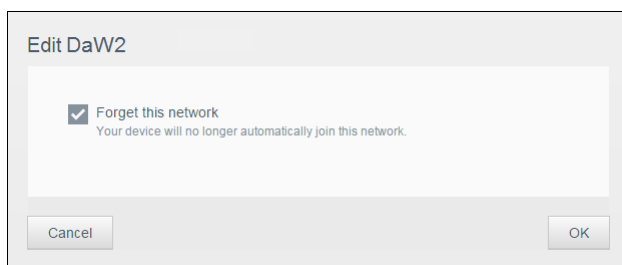 Edit DaW2
Forget this network
Your device will no longer automatically join this network.
Cancel
OK